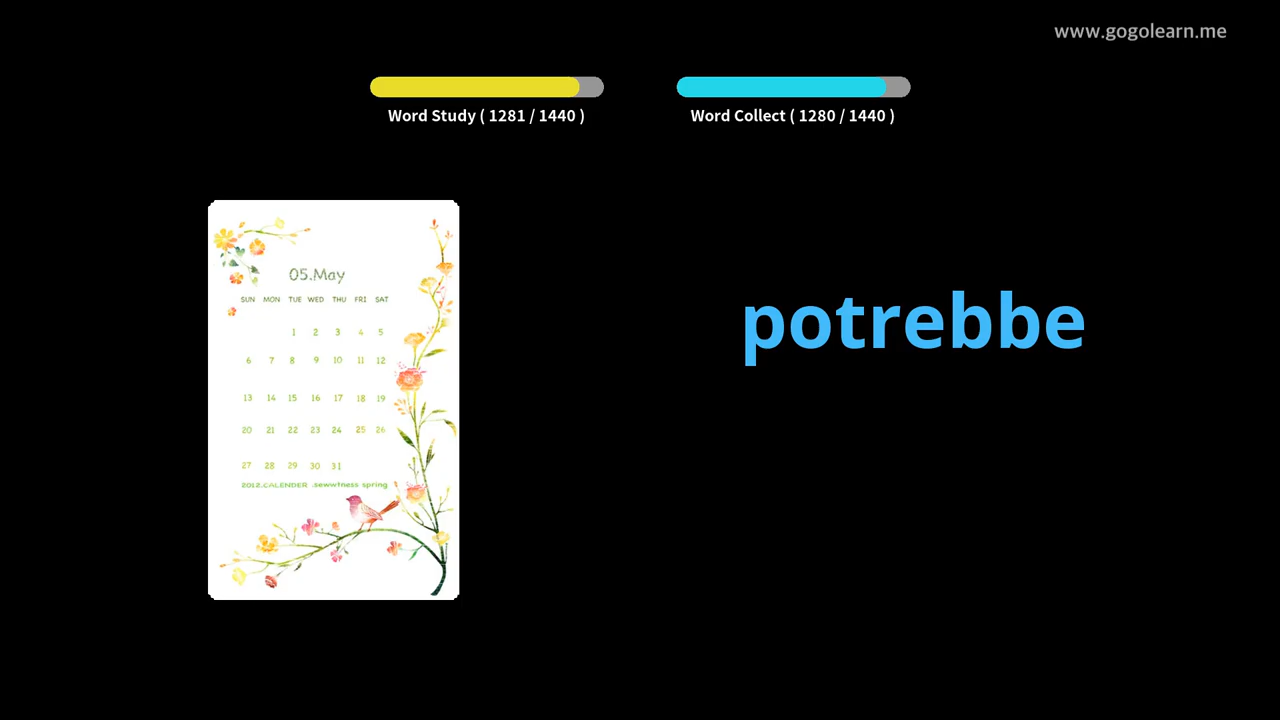 www.gogolearn.me
Word Study ( 1281 / 1440 )
Word Collect ( 1280 / 1440 )
05.May
SUN MON TUE WED THU FRI SAT
1 2 3 4 5
6 7 8 9 10 11 12
13 14 15 16 17 18 19
20 21 22 23 24 25 26
27 28 29 30 31
2012.CALENDER .sewwtness spring
potrebbe